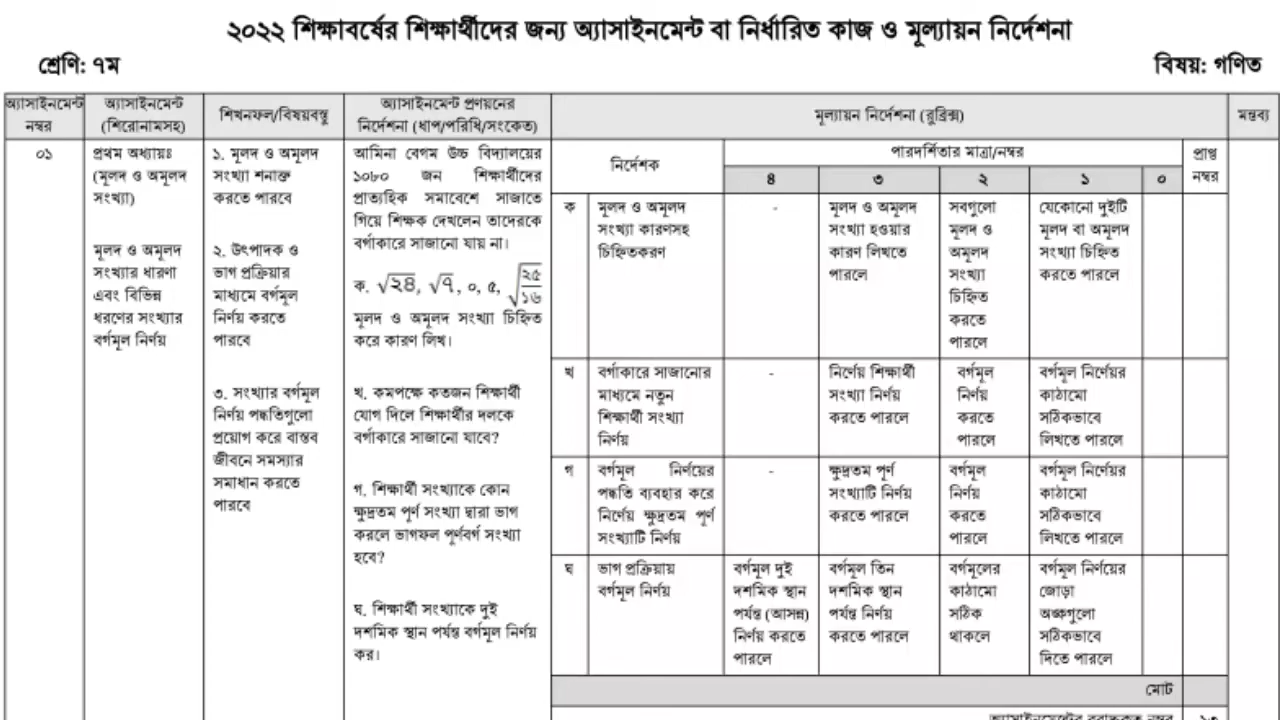 ২০২২ শিক্ষাবর্ষের শিক্ষার্থীদের জন্য অ্যাসাইনমেন্ট বা নির্ধারিত কাজ ও মূল্যায়ন নির্দেশনা
শ্রেণি: ৭ম
বিষয়: গণিত
অ্যাসাইনমেন্ট
নম্বর
অ্যাসাইনমেন্ট
(শিরোনামসহ)
শিখনফল/বিষয়বস্তু
অ্যাসাইনমেন্ট প্রণয়নের
নির্দেশনা (ধাপ/পরিধি/সংকেত)
মূল্যায়ন নির্দেশনা (রুব্রিক্স)
মন্তব্য
০১
প্রথম অধ্যায়ঃ
(মূলদ ও অমূলদ
সংখ্যা)
মূলদ ও অমূলদ
সংখ্যার ধারণা
এবং বিভিন্ন
ধরণের সংখ্যার
বর্গমূল নির্ণয়
১. মূলদ ও অমূলদ
সংখ্যা শনাক্ত
করতে পারবে
২. উৎপাদক ও
ভাগ প্রক্রিয়ার
মাধ্যমে বর্গমূল
নির্ণয় করতে
পারবে
৩. সংখ্যার বর্গমূল
নির্ণয় পদ্ধতিগুলো
প্রয়োগ করে বাস্তব
জীবনে সমস্যার
সমাধান করতে
পারবে
আমিনা বেগম উচ্চ বিদ্যালয়ের
১০৮০ জন শিক্ষার্থীদের
প্রাত্যহিক সমাবেশে সাজাতে
গিয়ে শিক্ষক দেখলেন তাদেরকে
বর্গাকারে সাজানো যায় না।
ক. √২৪, √৭, ০, ৫, √২৫/১৬
মূলদ ও অমূলদ সংখ্যা চিহ্নিত
করে কারণ লিখ।
খ. কমপক্ষে কতজন শিক্ষার্থী
যোগ দিলে শিক্ষার্থীর দলকে
বর্গাকারে সাজানো যাবে?
গ. শিক্ষার্থী সংখ্যাকে কোন
ক্ষুদ্রতম পূর্ণ সংখ্যা দ্বারা ভাগ
করলে ভাগফল পূর্ণবর্গ সংখ্যা
হবে?
ঘ. শিক্ষার্থী সংখ্যাকে দুই
দশমিক স্থান পর্যন্ত বর্গমূল নির্ণয়
কর।
নির্দেশক
পারদর্শিতার মাত্রা/নম্বর
প্রাপ্ত
নম্বর
৪ ৩ ২ ১ ০
ক
মূলদ ও অমূলদ
সংখ্যা কারণসহ
চিহ্নিতকরণ
-
মূলদ ও অমূলদ
সংখ্যা হওয়ার
কারণ লিখতে
পারলে
সবগুলো
মূলদ ও
অমূলদ
সংখ্যা
চিহ্নিত
করতে
পারলে
যেকোনো দুইটি
মূলদ বা অমূলদ
সংখ্যা চিহ্নিত
করতে পারলে
খ
বর্গাকারে সাজানোর
মাধ্যমে নতুন
শিক্ষার্থী সংখ্যা
নির্ণয়
-
নির্ণেয় শিক্ষার্থী
সংখ্যা নির্ণয়
করতে পারলে
বর্গমূল
নির্ণয়
করতে
পারলে
বর্গমূল নির্ণেয়র
কাঠামো
সঠিকভাবে
লিখতে পারলে
গ
বর্গমূল নির্ণয়ের
পদ্ধতি ব্যবহার করে
নির্ণেয় ক্ষুদ্রতম পূর্ণ
সংখ্যাটি নির্ণয়
-
ক্ষুদ্রতম পূর্ণ
সংখ্যাটি নির্ণয়
করতে পারলে
বর্গমূল
নির্ণয়
করতে
পারলে
বর্গমূল নির্ণেয়র
কাঠামো
সঠিকভাবে
লিখতে পারলে
ঘ
ভাগ প্রক্রিয়ায়
বর্গমূল নির্ণয়
বর্গমূল দুই
দশমিক স্থান
পর্যন্ত (আসন্ন)
নির্ণয় করতে
পারলে
বর্গমূল তিন
দশমিক স্থান
পর্যন্ত নির্ণয়
করতে পারলে
বর্গমূলের
কাঠামো
সঠিক
থাকলে
বর্গমূল নির্ণয়ের
জোড়া
অঙ্কগুলো
সঠিকভাবে
দিতে পারলে
মোট